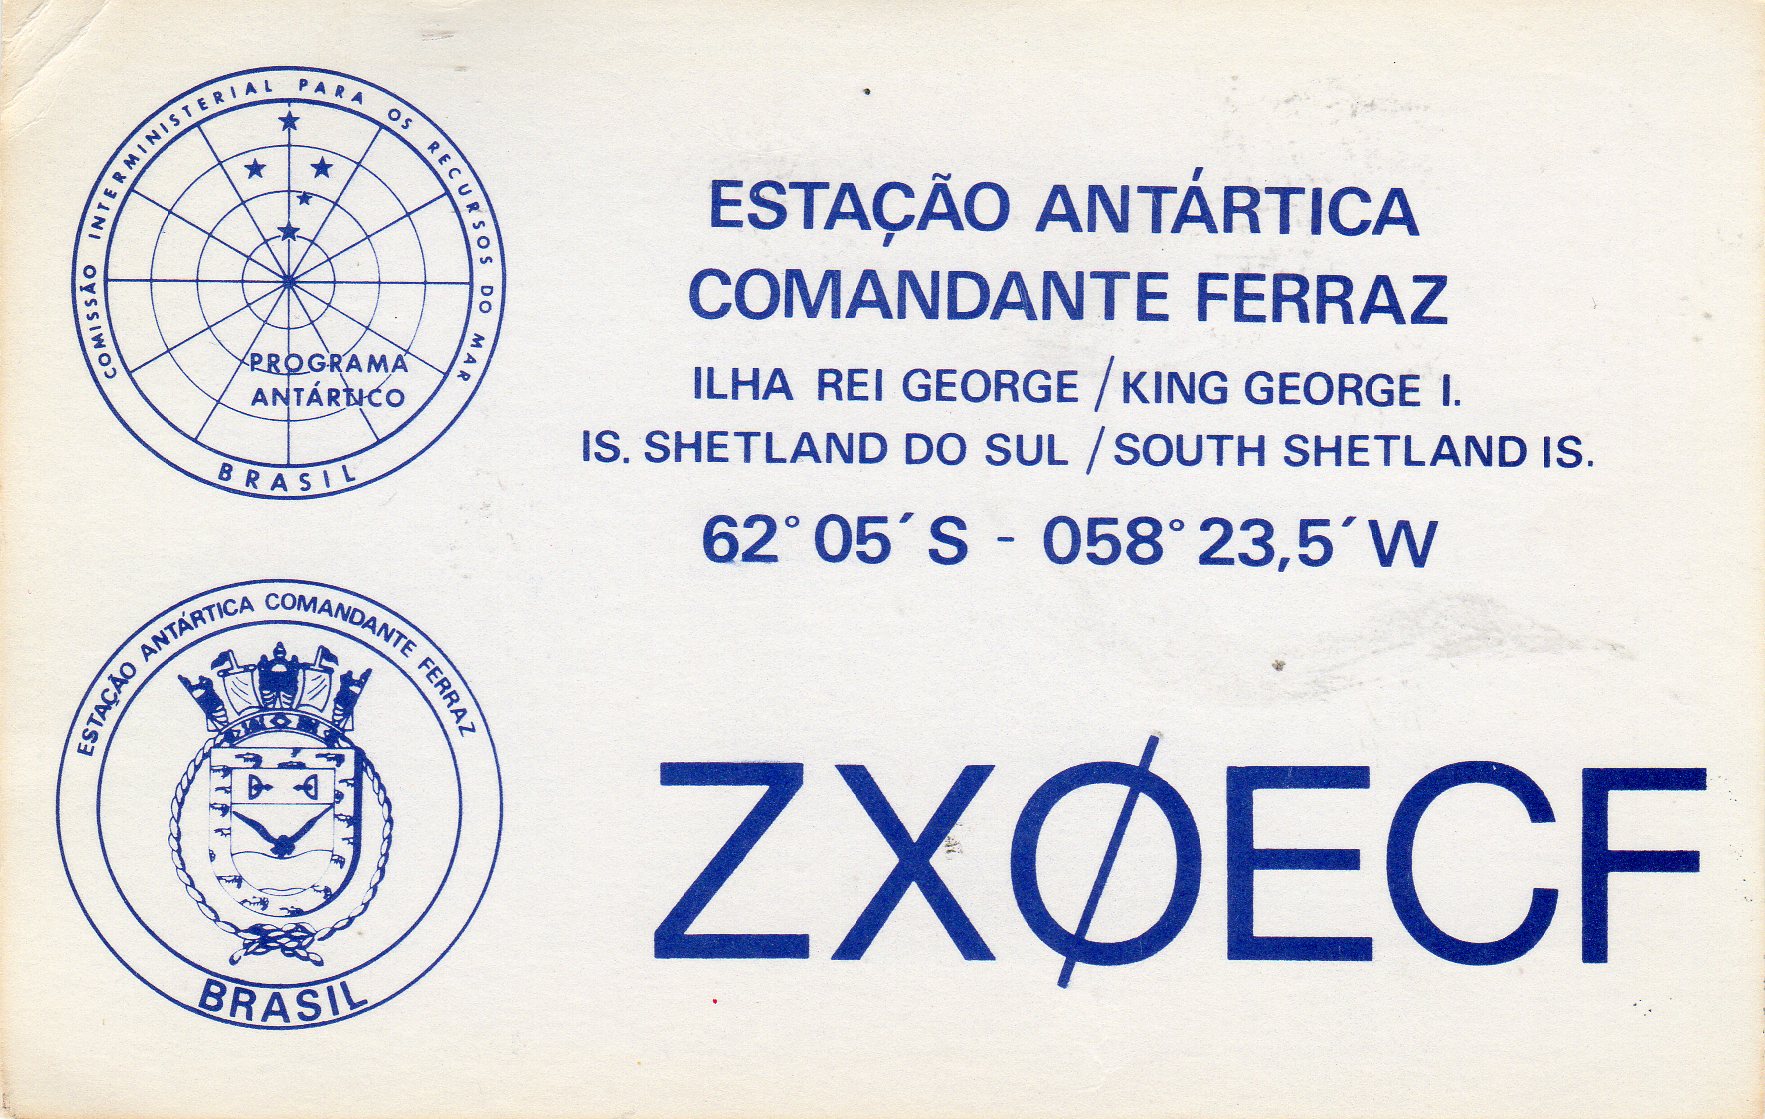 COMISSÃO INTERMINISTERIAL PARA OS RECURSOS DO MAR
PROGRAMA
ANTÁRTICO
BRASIL
ESTAÇÃO ANTÁRTICA
COMANDANTE FERRAZ
ILHA REI GEORGE / KING GEORGE I.
IS. SHETLAND DO SUL / SOUTH SHETLAND IS.
62° 05´ S - 058° 23,5´ W
ESTAÇÃO ANTÁRTICA COMANDANTE FERRAZ
BRASIL
ZXØECF